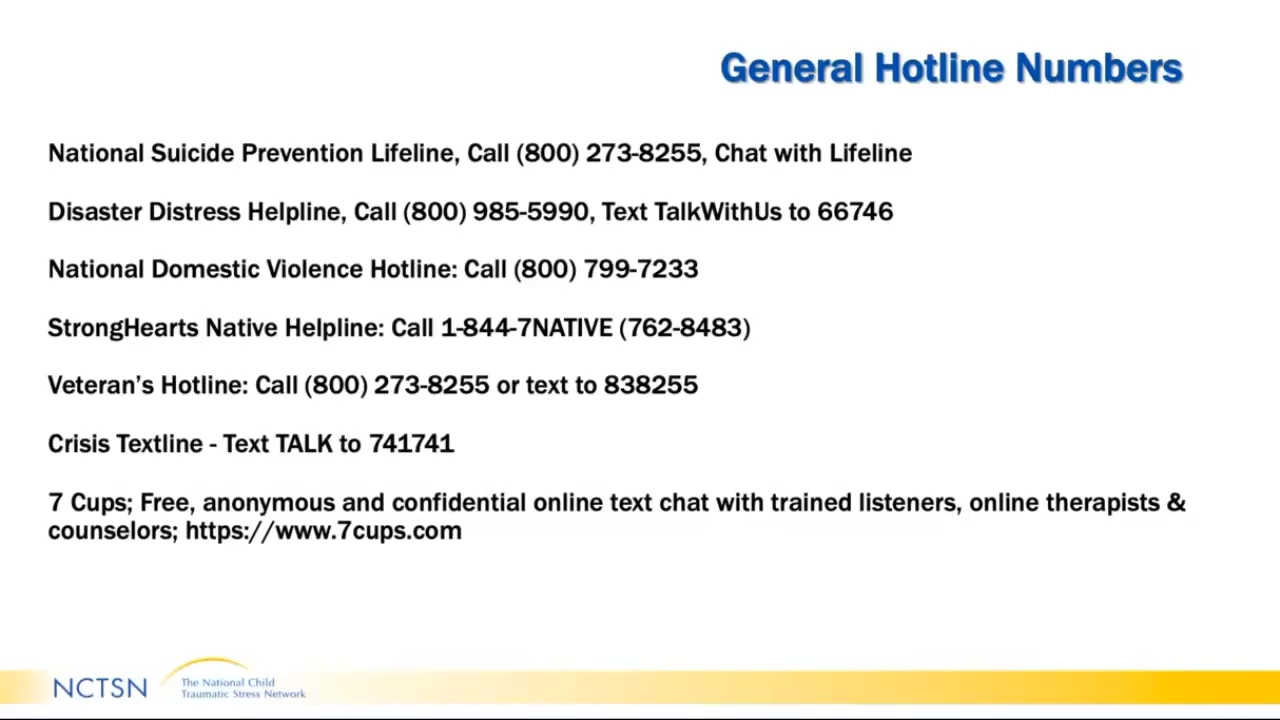 General Hotline Numbers
National Suicide Prevention Lifeline, Call (800) 273-8255, Chat with Lifeline
Disaster Distress Helpline, Call (800) 985-5990, Text TalkWithUs to 66746
National Domestic Violence Hotline: Call (800) 799-7233
StrongHearts Native Helpline: Call 1-844-7NATIVE (762-8483)
Veteran’s Hotline: Call (800) 273-8255 or text to 838255
Crisis Textline - Text TALK to 741741
7 Cups; Free, anonymous and confidential online text chat with trained listeners, online therapists &
counselors; https://www.7cups.com
NCTSN
The National Child
Traumatic Stress Network